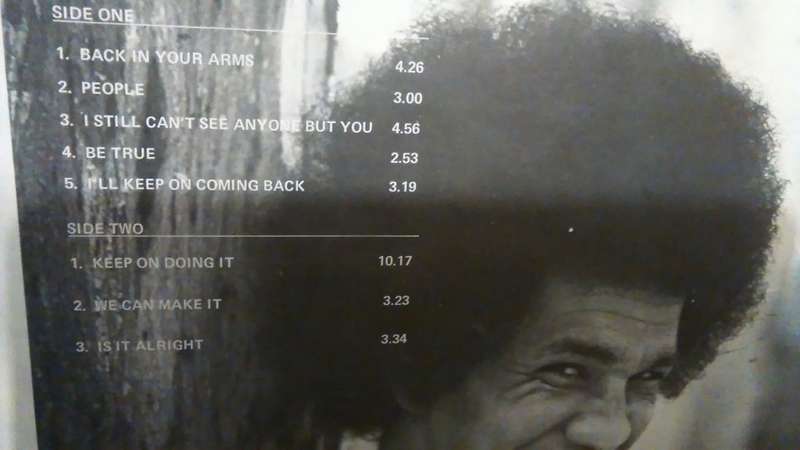 SIDE ONE
1. BACK IN YOUR ARMS 4.26
2. PEOPLE 3.00
3. I STILL CAN'T SEE ANYONE BUT YOU 4.56
4. BE TRUE 2.53
5. I'LL KEEP ON COMING BACK 3.19
SIDE TWO
1. KEEP ON DOING IT 10.17
2. WE CAN MAKE IT 3.23
3. IS IT ALRIGHT 3.34